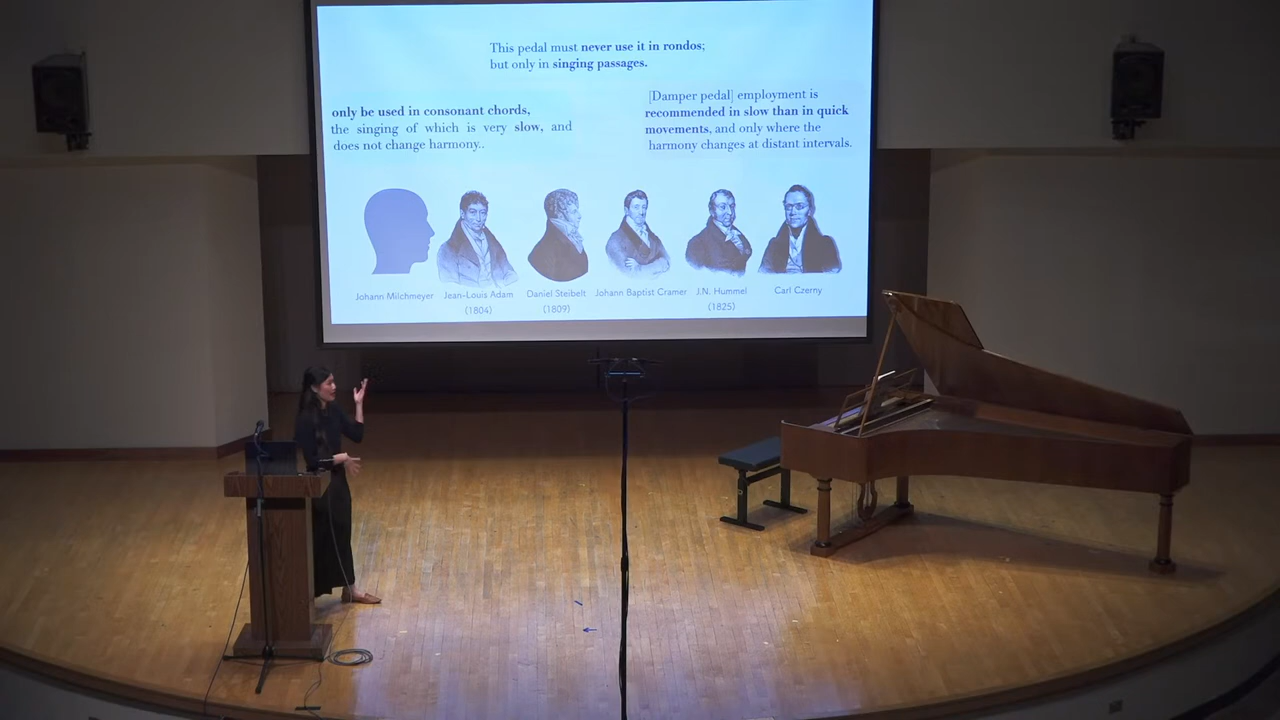 This pedal must never use it in rondos;
but only in singing passages.
only be used in consonant chords,
the singing of which is very slow, and
does not change harmony..
[Damper pedal] employment is
recommended in slow than in quick
movements, and only where the
harmony changes at distant intervals.
Johann Milchmeyer
Jean-Louis Adam
(1804)
Daniel Steibelt
(1809)
Johann Baptist Cramer
J.N. Hummel
(1825)
Carl Czerny